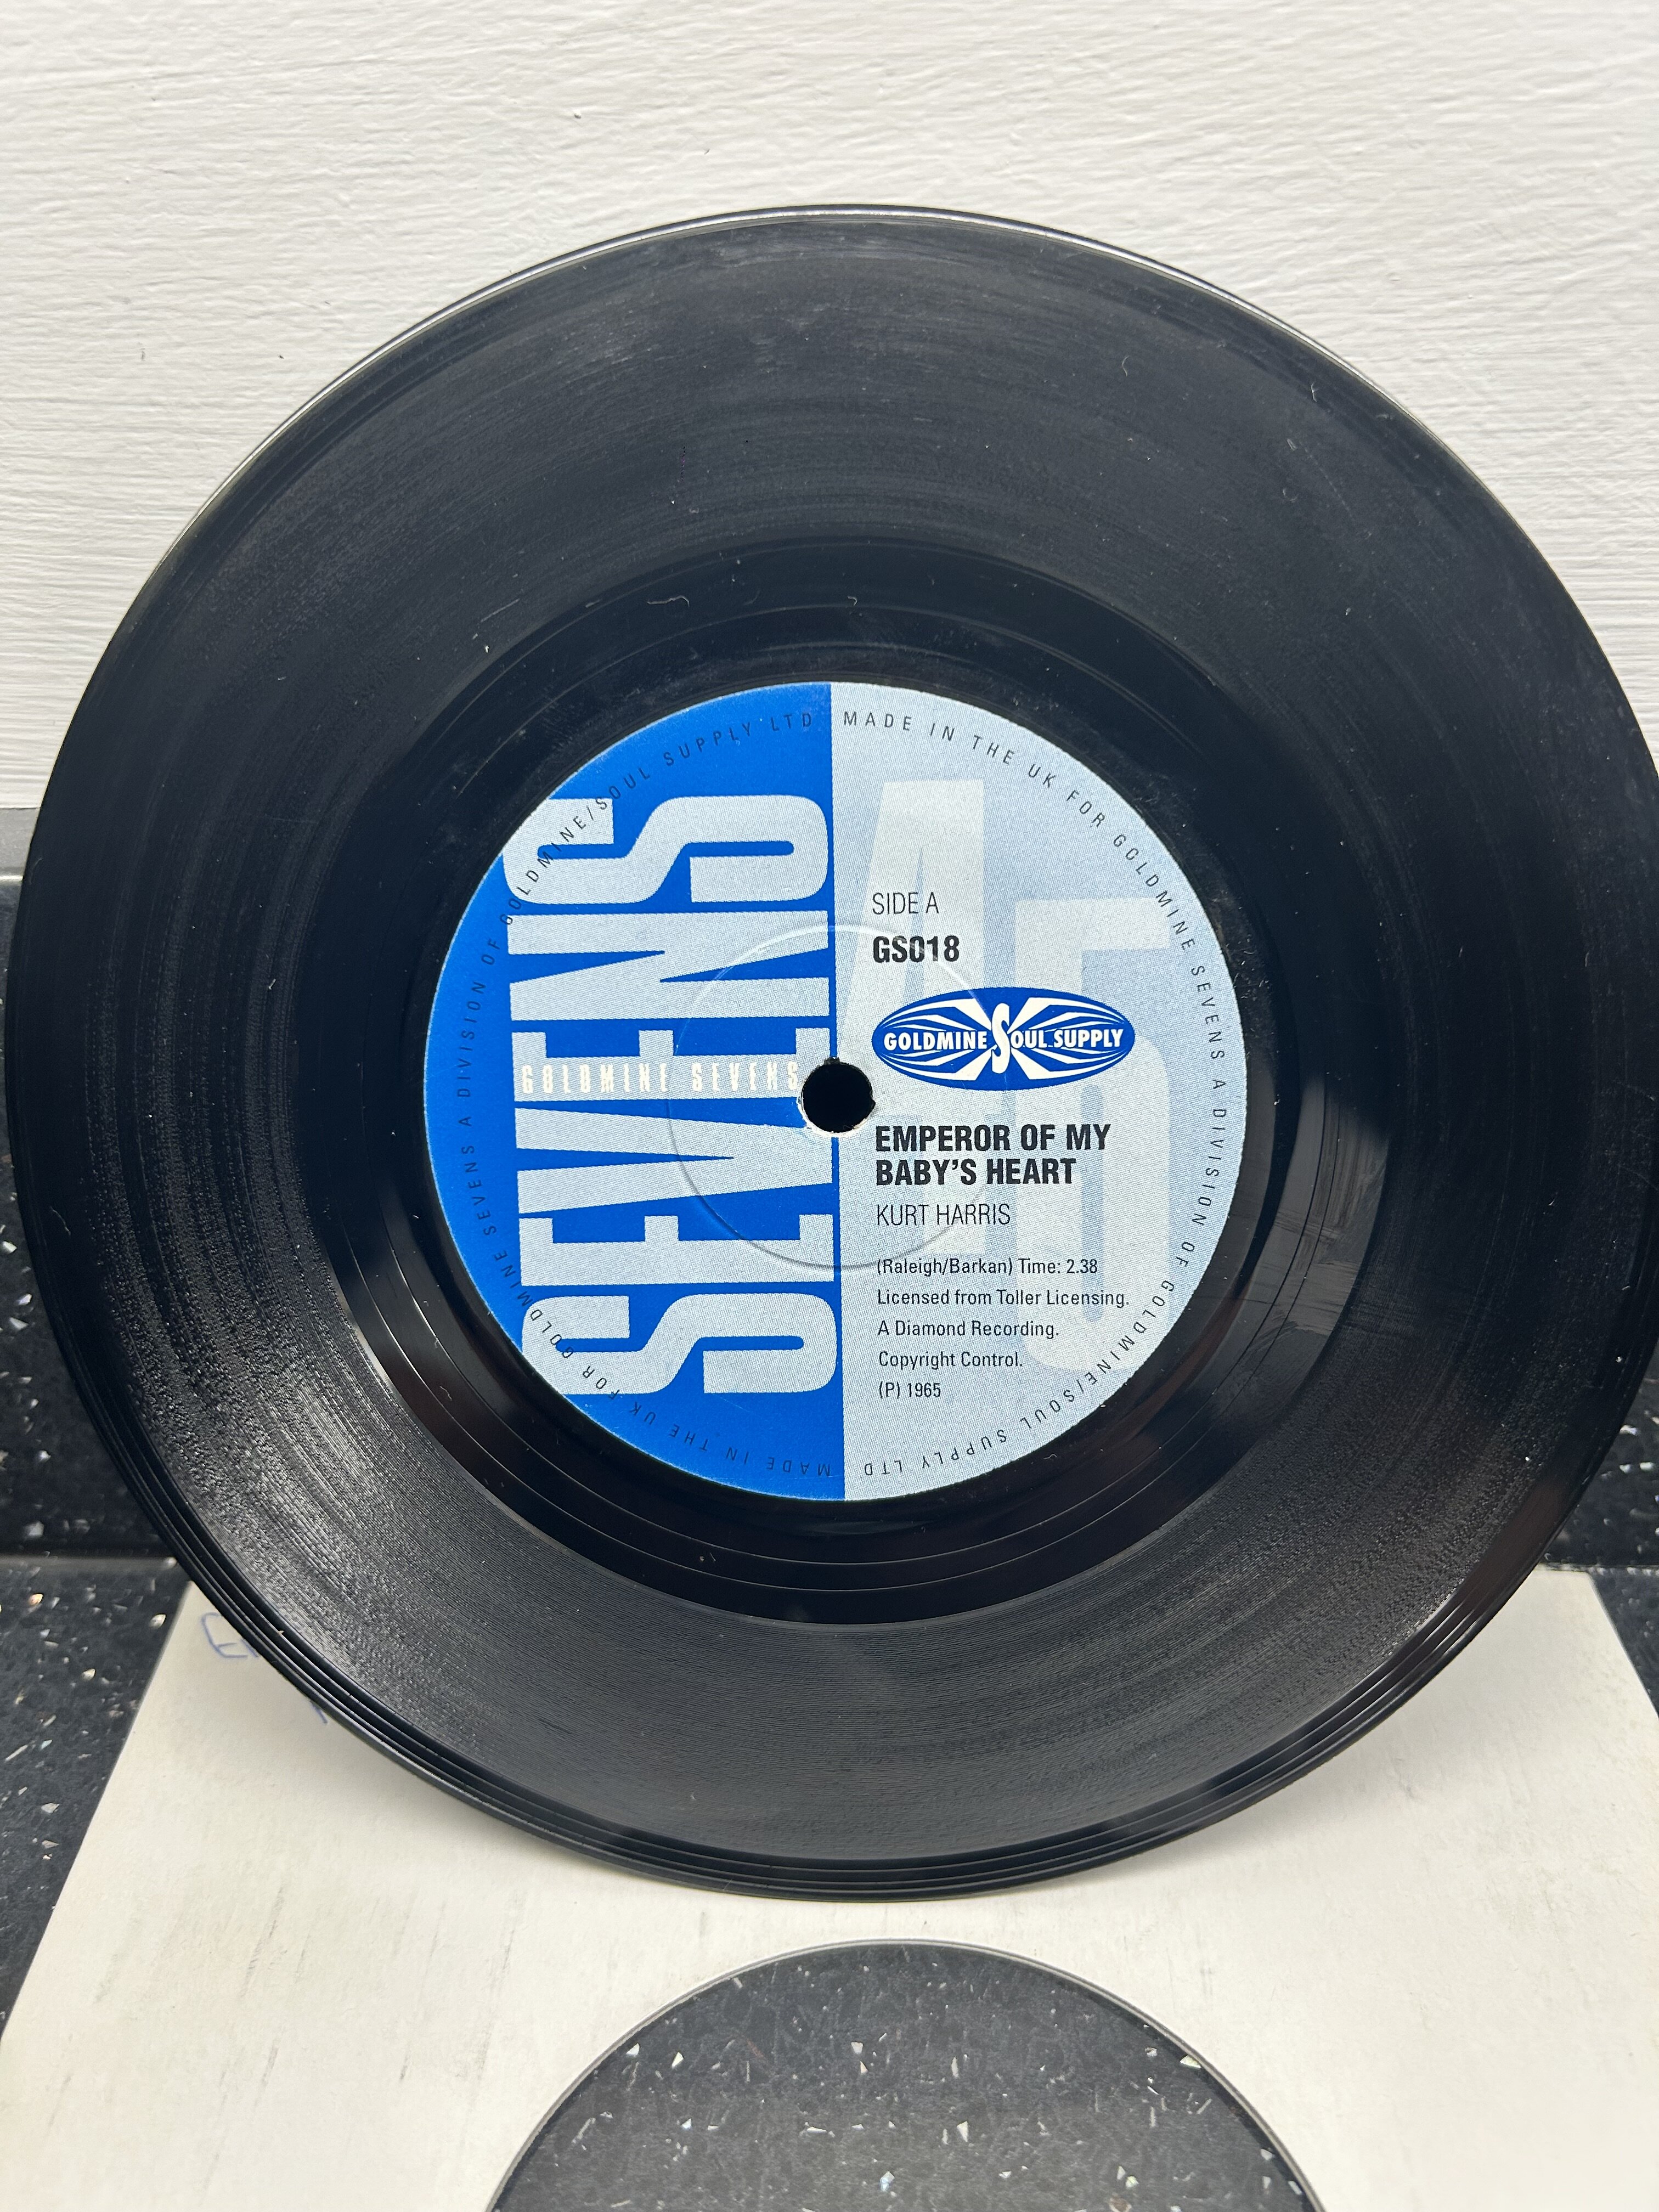 SEVENS
GOLDMINE SEVENS
45
SIDE A
GS018
GOLDMINE SOUL SUPPLY
EMPEROR OF MY
BABY'S HEART
KURT HARRIS
(Raleigh/Barkan) Time: 2.38
Licensed from Toller Licensing.
A Diamond Recording.
Copyright Control.
(P) 1965
MADE IN THE UK FOR GOLDMINE SEVENS A DIVISION OF GOLDMINE/SOUL SUPPLY LTD
MADE IN THE UK FOR GOLDMINE SEVENS A DIVISION OF GOLDMINE/SOUL SUPPLY LTD